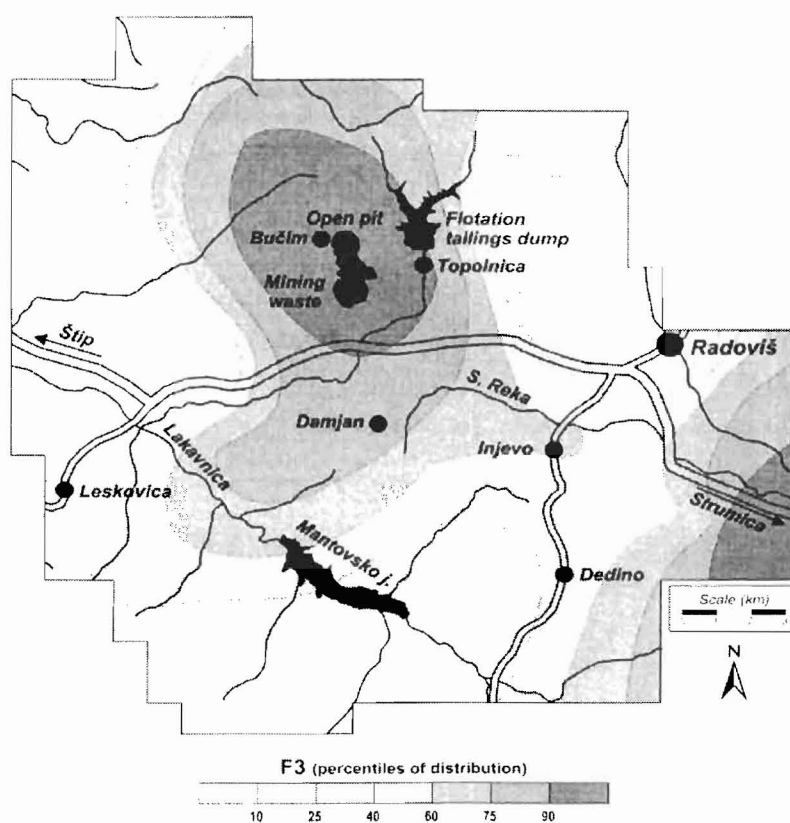 Open pit
Bučim
Flotation
tailings dump
Mining
waste
Topolnica
Štip
Radoviš
S. Reka
Damjan
Injevo
Lakavnica
Leskovica
Strumica
Mantovsko j.
Dedino
Scale (km)
N
F3 (percentiles of distribution)
10 25 40 60 75 90